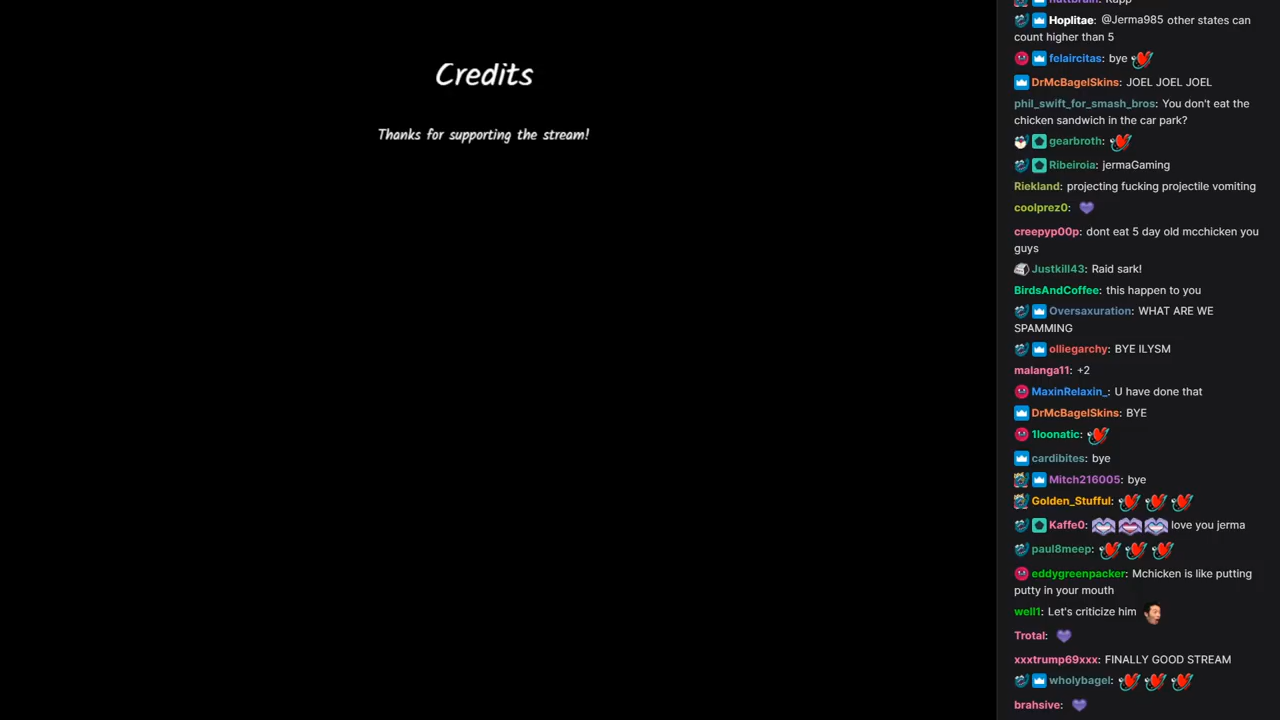 Credits
Thanks for supporting the stream!
nuttbrain: Kapp
Hoplitae: @Jerma985 other states can
count higher than 5
felaircitas: bye
DrMcBagelSkins: JOEL JOEL JOEL
phil_swift_for_smash_bros: You don't eat the
chicken sandwich in the car park?
gearbroth:
Ribeiroia: jermaGaming
Riekland: projecting fucking projectile vomiting
coolprez0:
creepyp00p: dont eat 5 day old mcchicken you
guys
Justkill43: Raid sark!
BirdsAndCoffee: this happen to you
Oversaxuration: WHAT ARE WE
SPAMMING
olliegarchy: BYE ILYSM
malanga11: +2
MaxinRelaxin_: U have done that
DrMcBagelSkins: BYE
1loonatic:
cardibites: bye
Mitch216005: bye
Golden_Stufful:
Kaffe0: love you jerma
paul8meep:
eddygreenpacker: Mchicken is like putting
putty in your mouth
well1: Let's criticize him
Trotal:
xxxtrump69xxx: FINALLY GOOD STREAM
wholybagel:
brahsive: